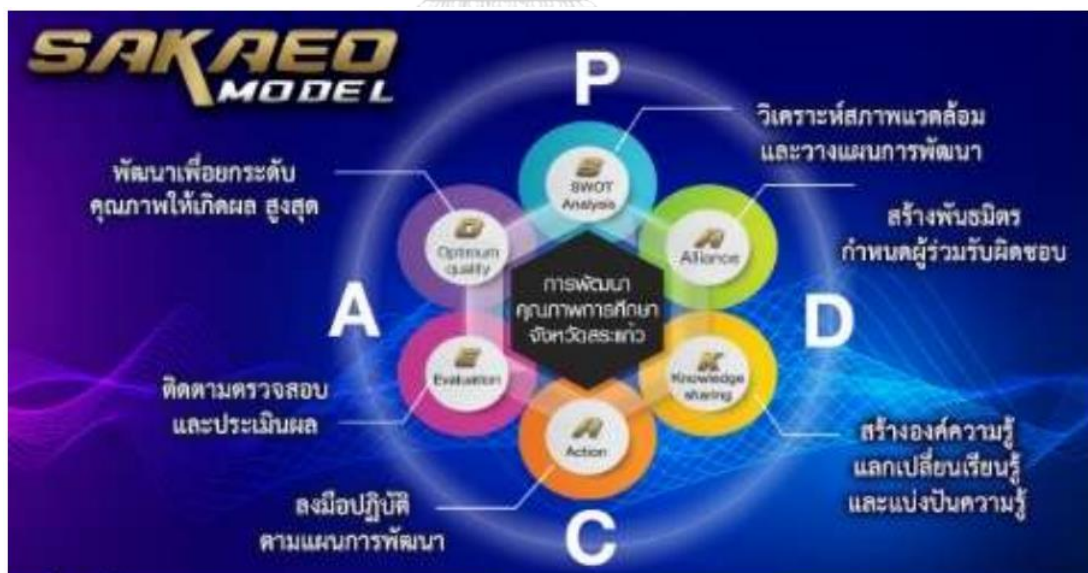 SAKAEO
MODEL
P
วิเคราะห์สภาพแวดล้อม
และวางแผนการพัฒนา
S
SWOT
Analysis
สร้างพันธมิตร
กำหนดผู้ร่วมรับผิดชอบ
A
Alliance
D
K
Knowledge
sharing
สร้างองค์ความรู้
แลกเปลี่ยนเรียนรู้
และแบ่งปันความรู้
A
Action
C
ลงมือปฏิบัติ
ตามแผนการพัฒนา
E
Evaluation
ติดตามตรวจสอบ
และประเมินผล
A
O
Optimum
quality
พัฒนาเพื่อยกระดับ
คุณภาพให้เกิดผล สูงสุด
การพัฒนา
คุณภาพการศึกษา
จังหวัดสระแก้ว